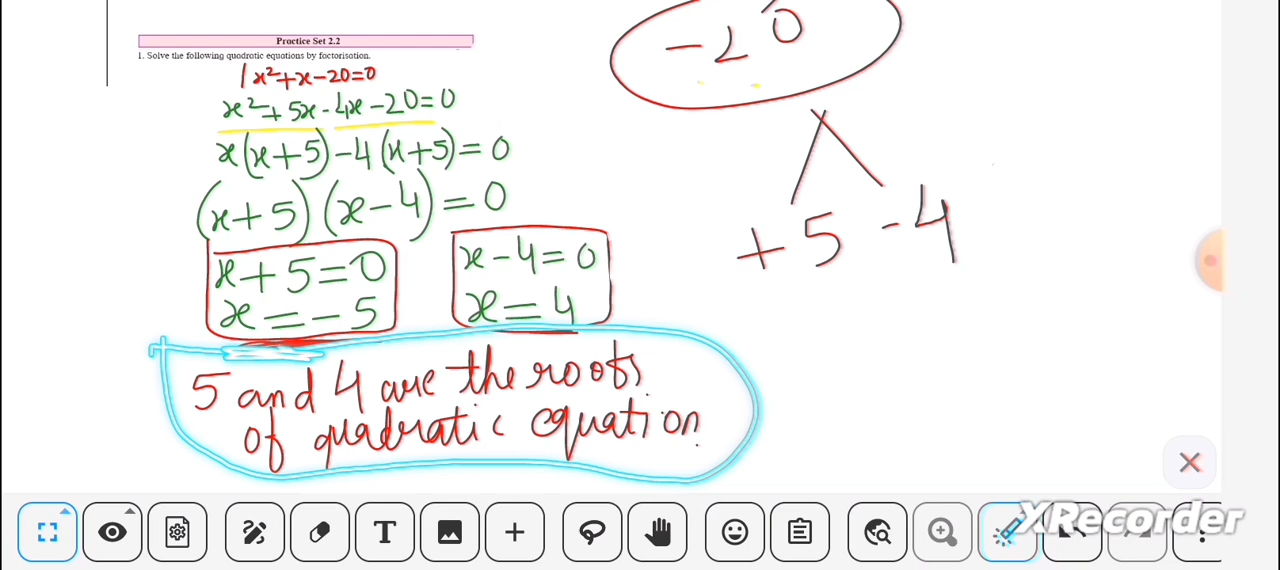 Practice Set 2.2
1. Solve the following quadratic equations by factorisation.
1x²+x-20=0
x²+5x-4x-20=0
x(x+5)-4(x+5)=0
(x+5)(x-4)=0
x+5=0
x=-5
x-4=0
x=4
5 and 4 are the roots
of quadratic equation
-20
+5 -4
T
XRecorder